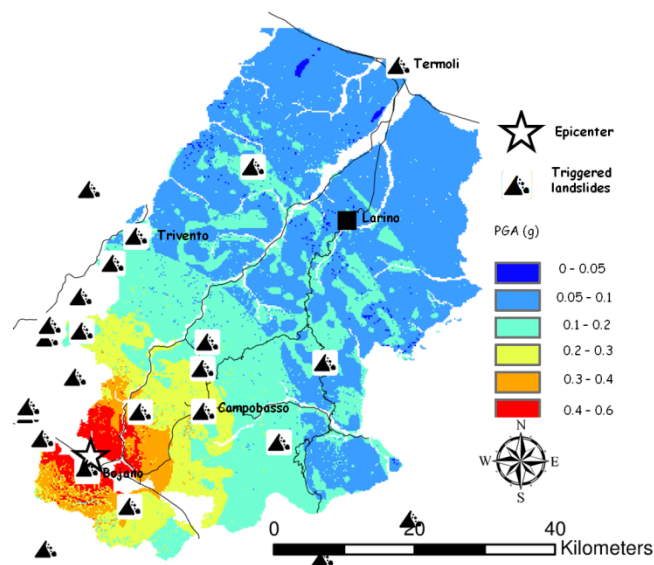 Termoli
Epicenter
Triggered
landslides
Larino
Trivento
PGA (g)
0 - 0.05
0.05 - 0.1
0.1 - 0.2
0.2 - 0.3
0.3 - 0.4
0.4 - 0.6
Campobasso
N
W E
S
Bojano
0 20 40
Kilometers